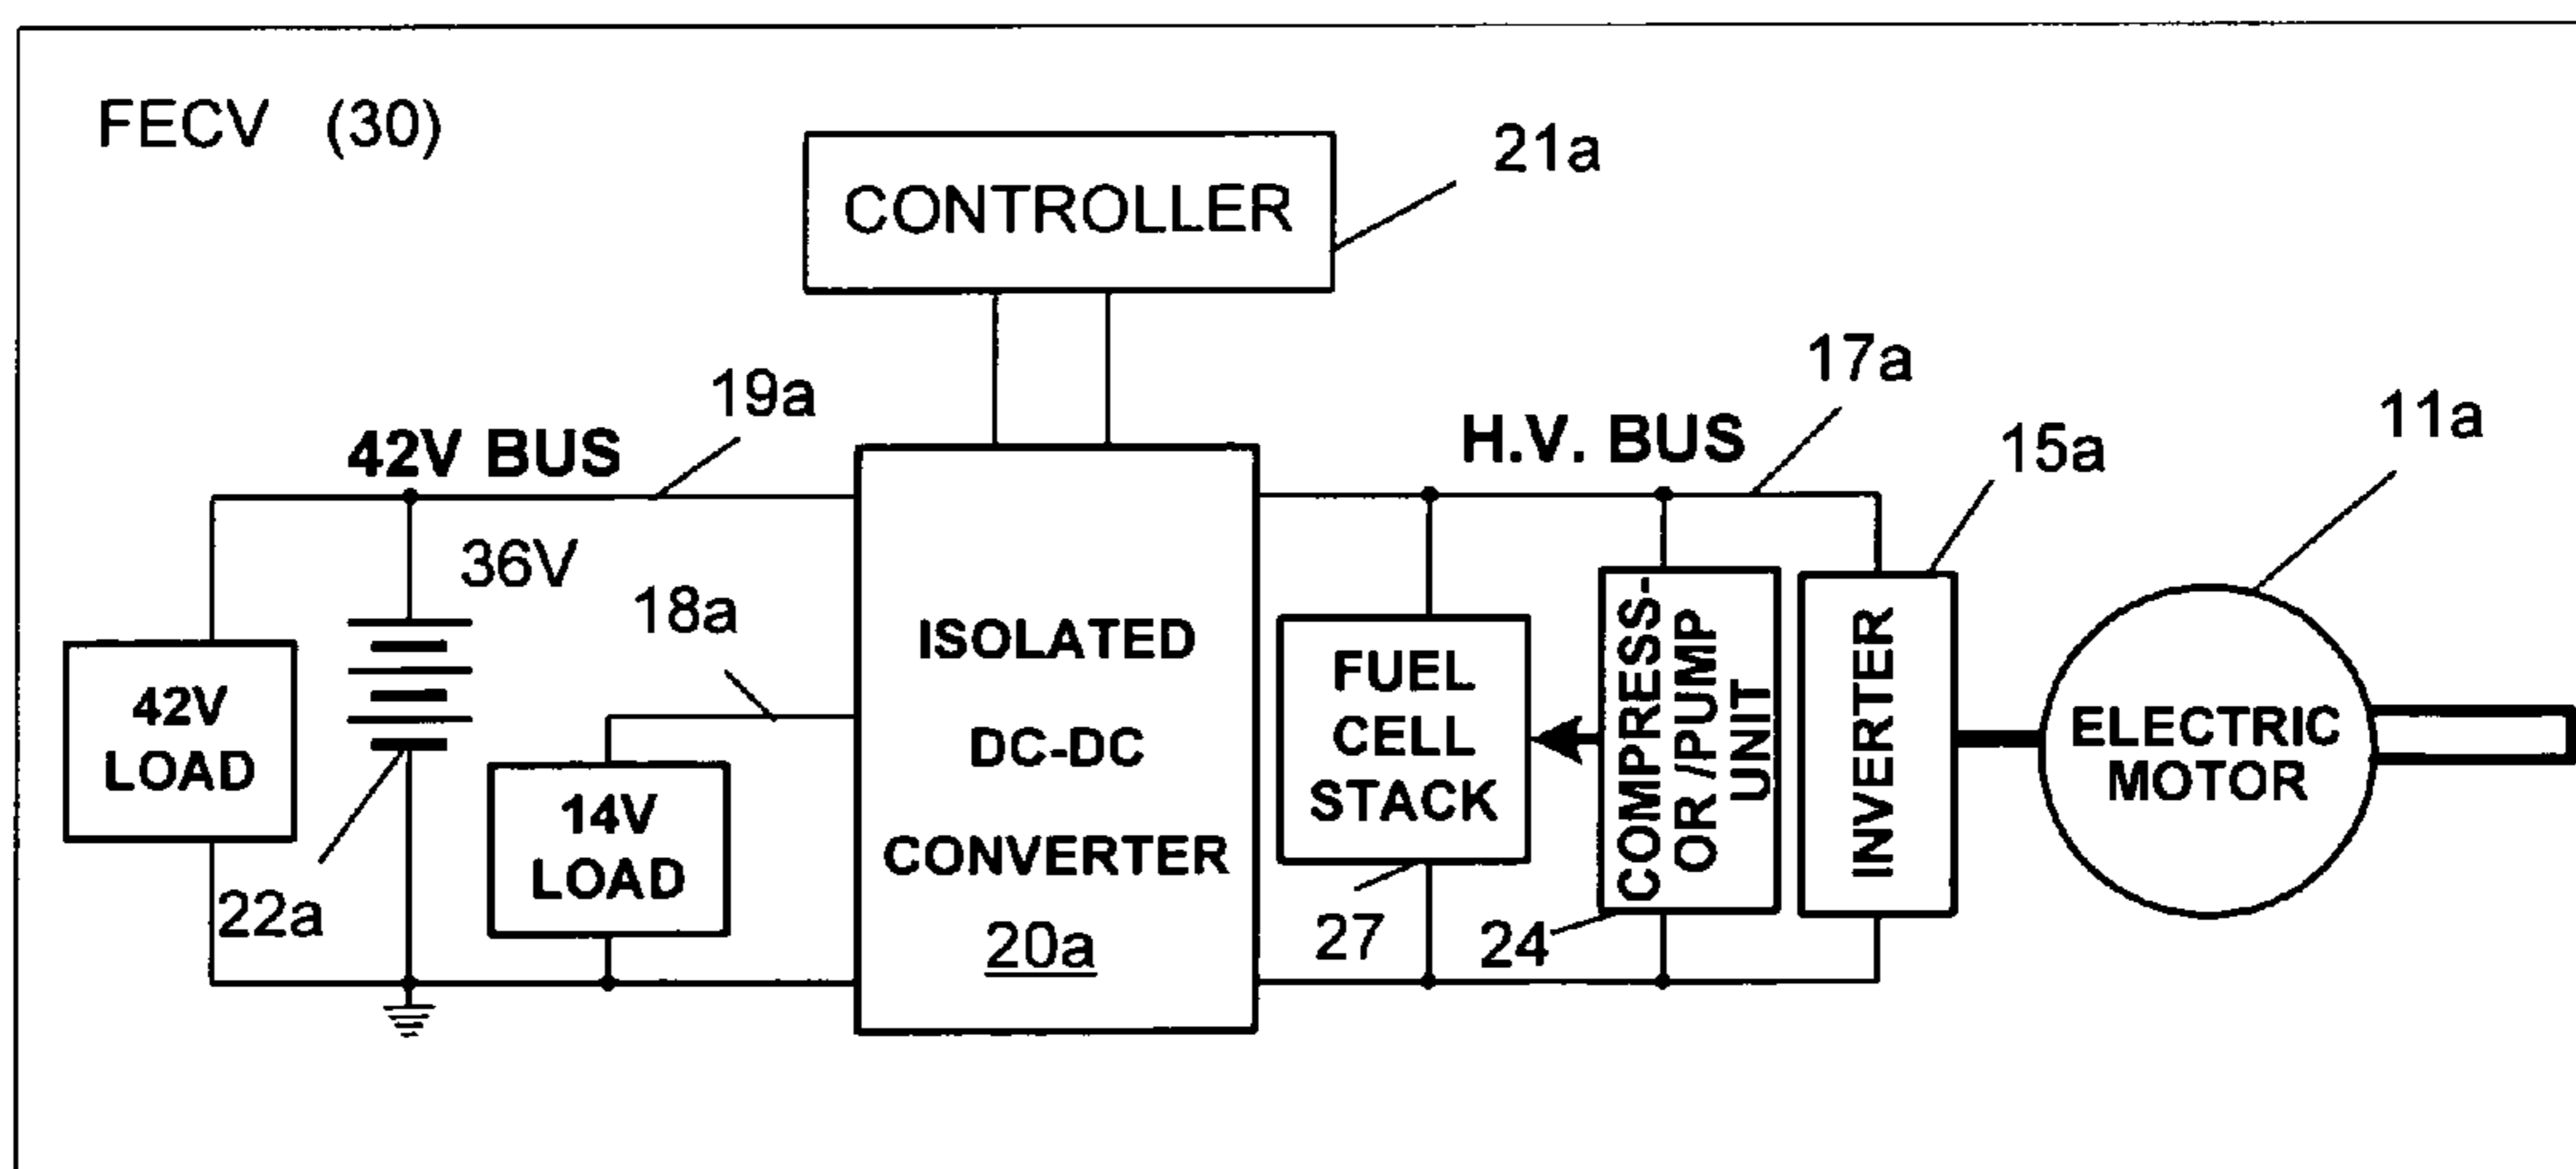 FECV (30)
CONTROLLER
21a
19a
42V BUS
17a
H.V. BUS
15a
11a
36V
18a
42V
LOAD
22a
14V
LOAD
ISOLATED
DC-DC
CONVERTER
20a
FUEL
CELL
STACK
27
COMPRESS-
OR /PUMP
UNIT
24
INVERTER
ELECTRIC
MOTOR